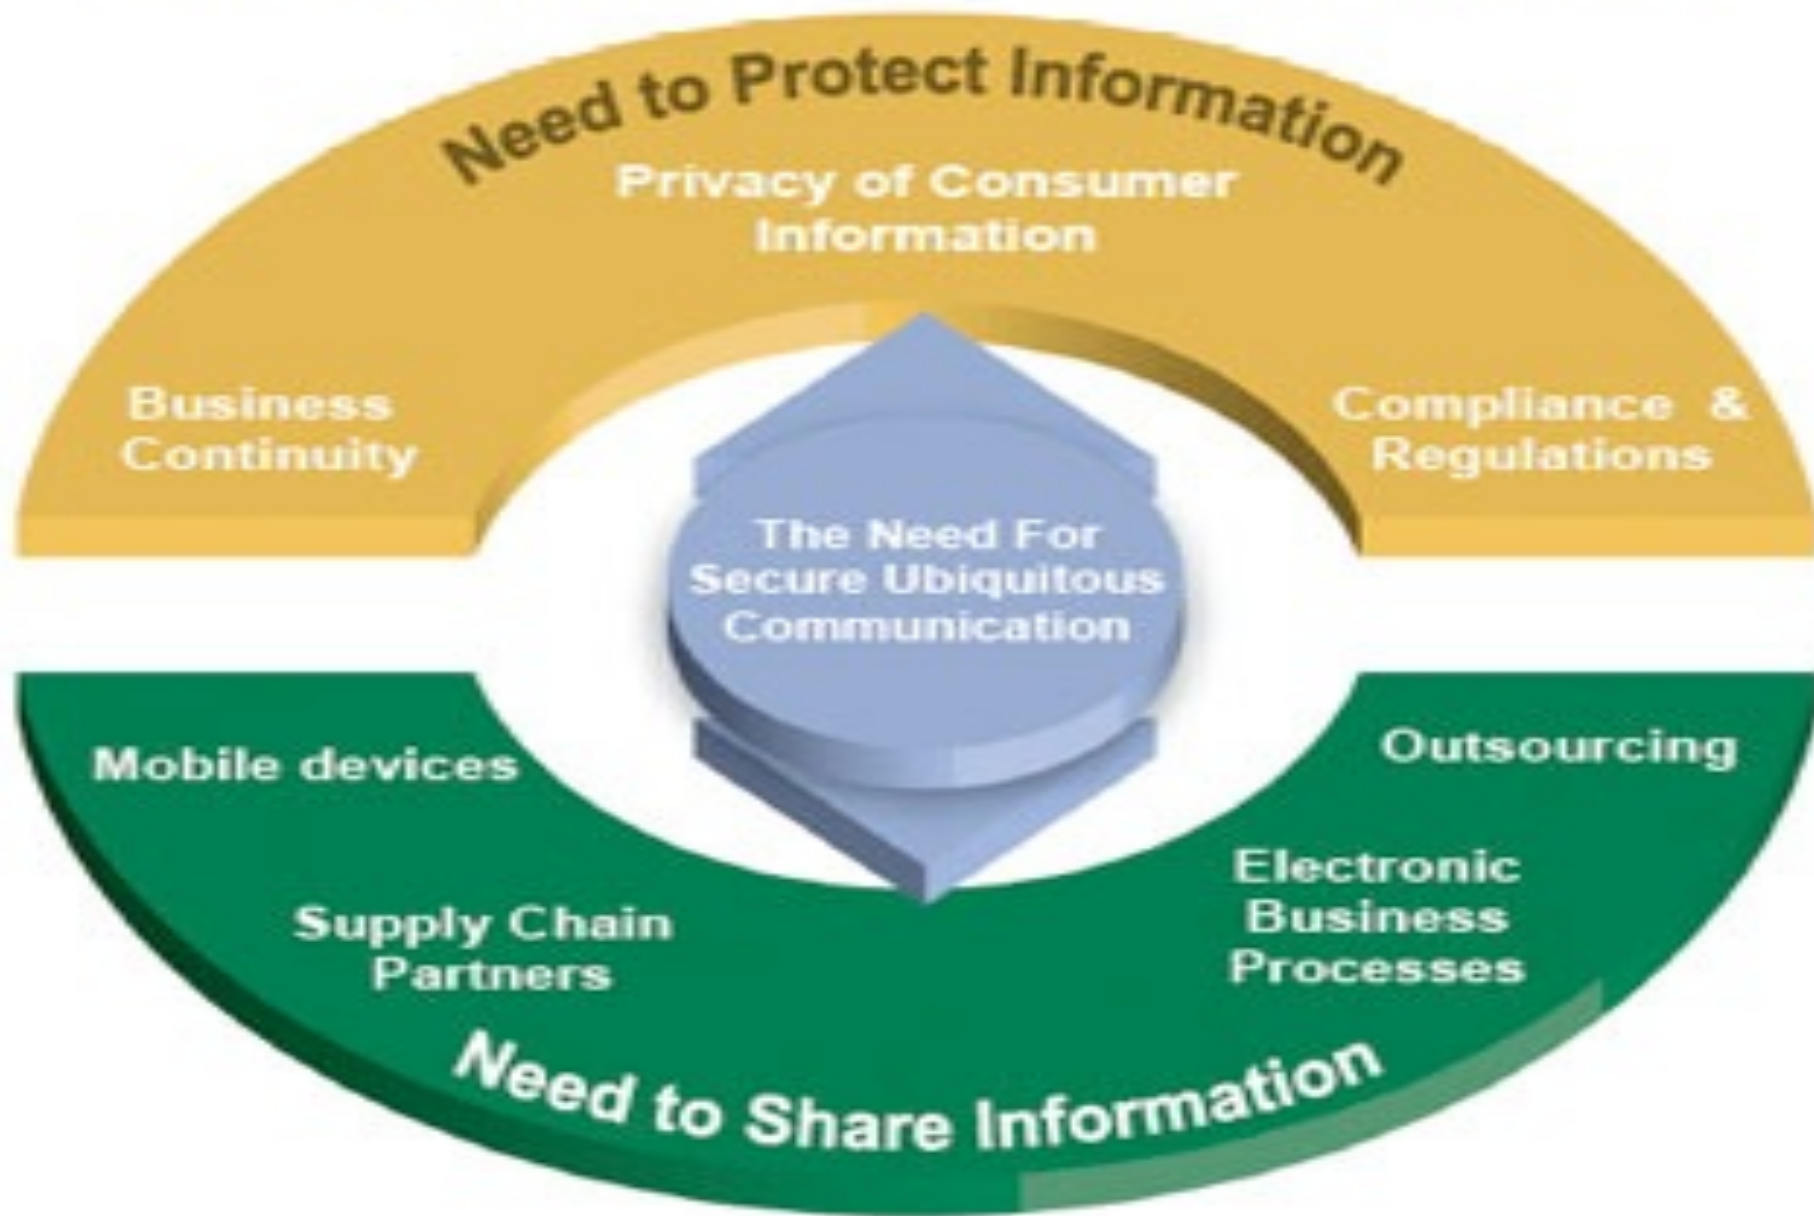 Need to Protect Information
Privacy of Consumer
Information
Business
Continuity
Compliance &
Regulations
The Need For
Secure Ubiquitous
Communication
Mobile devices
Outsourcing
Supply Chain
Partners
Electronic
Business
Processes
Need to Share Information